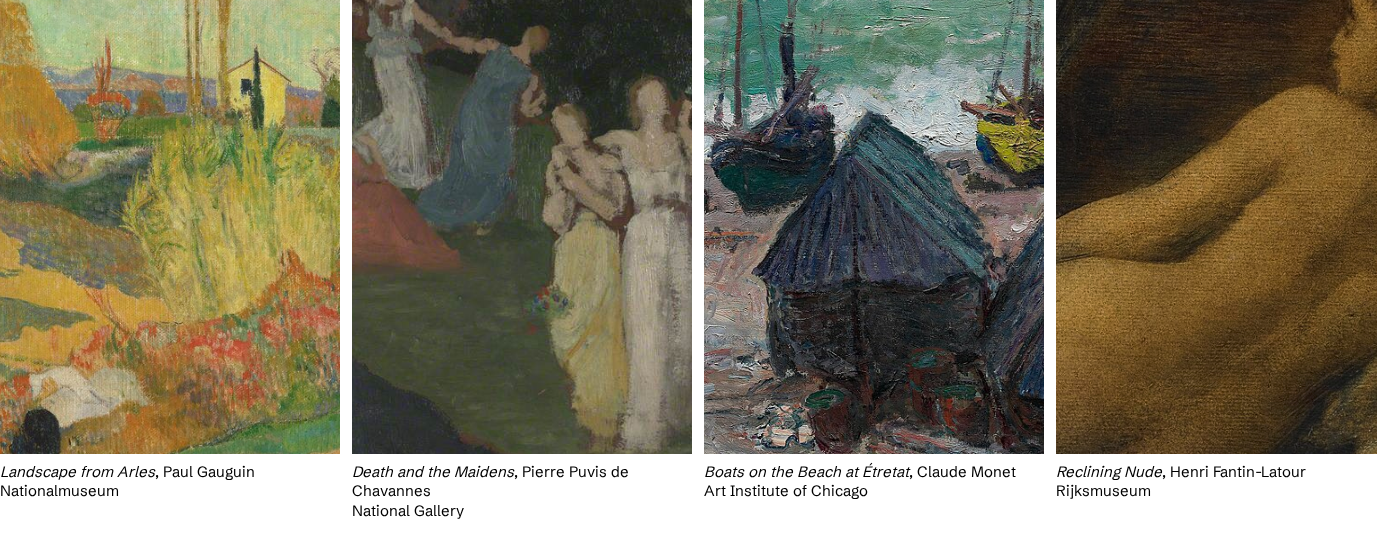 Landscape from Arles, Paul Gauguin
Nationalmuseum
Death and the Maidens, Pierre Puvis de
Chavannes
National Gallery
Boats on the Beach at Étretat, Claude Monet
Art Institute of Chicago
Reclining Nude, Henri Fantin-Latour
Rijksmuseum